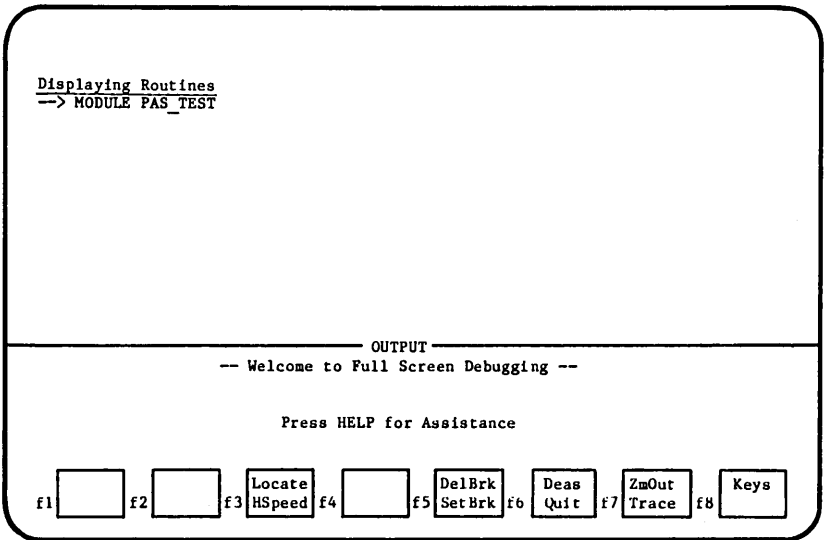 Displaying Routines
--> MODULE PAS_TEST
OUTPUT
-- Welcome to Full Screen Debugging --
Press HELP for Assistance
Locate DelBrk Deas ZmOut Keys
f1 f2 f3 HSpeed f4 f5 SetBrk f6 Quit f7 Trace f8